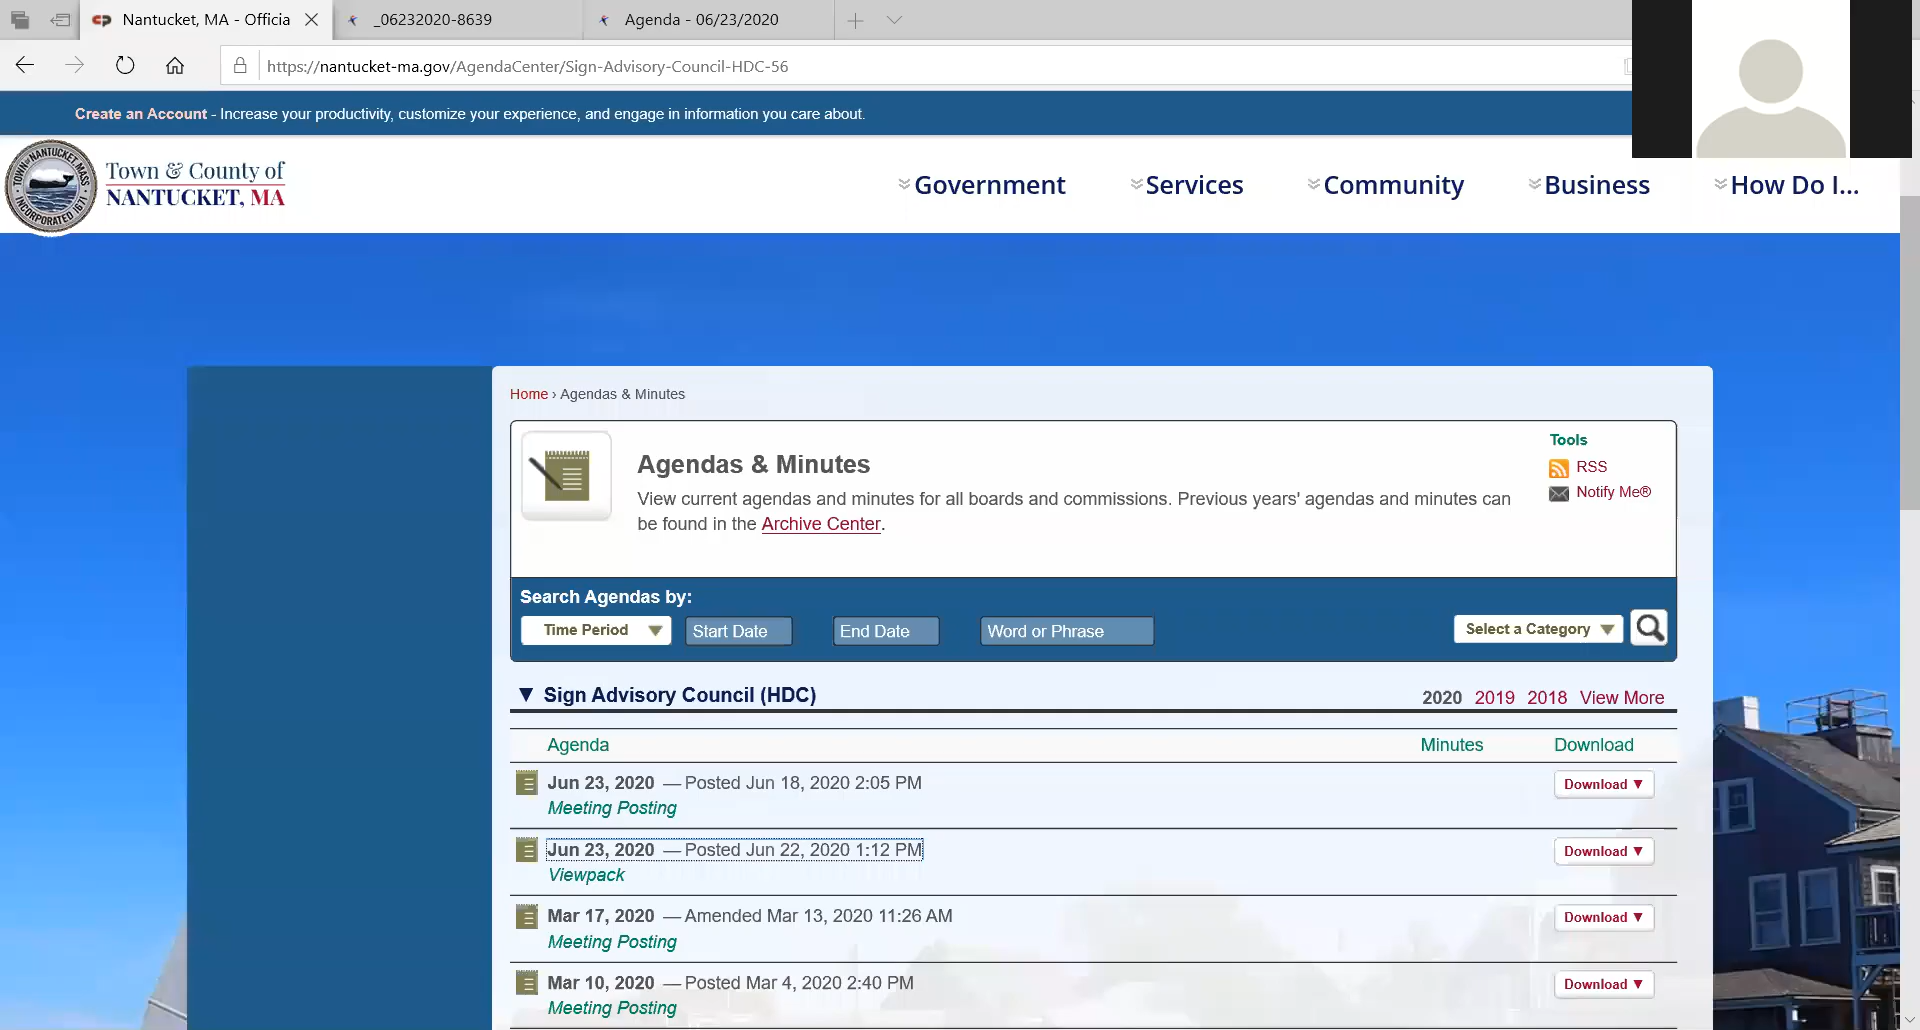 Nantucket, MA - Officia
_06232020-8639
Agenda - 06/23/2020
https://nantucket-ma.gov/AgendaCenter/Sign-Advisory-Council-HDC-56
Create an Account - Increase your productivity, customize your experience, and engage in information you care about.
TOWN OF NANTUCKET, MASS.
INCORPORATED 1671
Town & County of
NANTUCKET, MA
Government
Services
Community
Business
How Do I...
Home › Agendas & Minutes
Agendas & Minutes
View current agendas and minutes for all boards and commissions. Previous years' agendas and minutes can
be found in the Archive Center.
Tools
RSS
Notify Me®
Search Agendas by:
Time Period
Start Date
End Date
Word or Phrase
Select a Category
Sign Advisory Council (HDC)
2020 2019 2018 View More
Agenda Minutes Download
Jun 23, 2020 — Posted Jun 18, 2020 2:05 PM
Download ▼
Meeting Posting
Jun 23, 2020 — Posted Jun 22, 2020 1:12 PM
Download ▼
Viewpack
Mar 17, 2020 — Amended Mar 13, 2020 11:26 AM
Download ▼
Meeting Posting
Mar 10, 2020 — Posted Mar 4, 2020 2:40 PM
Download ▼
Meeting Posting